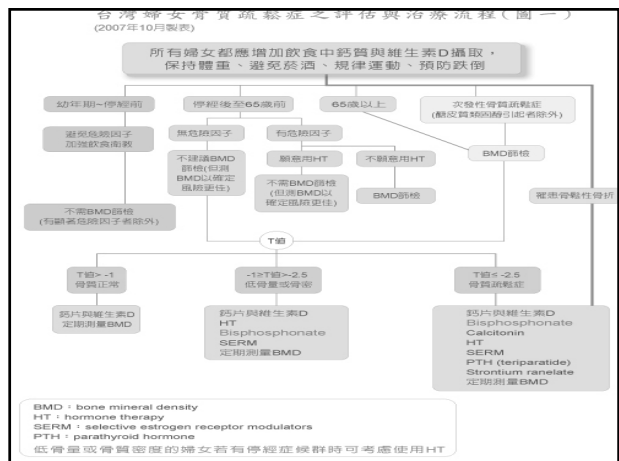 台灣婦女骨質疏鬆症之評估與治療流程(圖一)
(2007年10月製表)
所有婦女都應增加飲食中鈣質與維生素D攝取，
保持體重、避免菸酒、規律運動、預防跌倒
幼年期~停經前
停經後至65歲前
65歲以上
次發性骨質疏鬆症
(醣皮質類固醇引起者除外)
避免危險因子
加強飲食衛教
無危險因子
有危險因子
不建議BMD
篩檢(但測
BMD以確定
風險更佳)
願意用HT
不願意用HT
BMD篩檢
不需BMD篩檢
(但測BMD以
確定風險更佳)
BMD篩檢
罹患骨鬆性骨折
不需BMD篩檢
(有顯著危險因子者除外)
T值
T值> -1
骨質正常
-1≥T值>-2.5
低骨量或骨密
T值≤ -2.5
骨質疏鬆症
鈣片與維生素D
定期測量BMD
鈣片與維生素D
HT
Bisphosphonate
SERM
定期測量BMD
鈣片與維生素D
Bisphosphonate
Calcitonin
HT
SERM
PTH (teriparatide)
Strontium ranelate
定期測量BMD
BMD：bone mineral density
HT：hormone therapy
SERM：selective estrogen receptor modulators
PTH：parathyroid hormone
低骨量或骨質密度的婦女若有停經症候群時可考慮使用HT